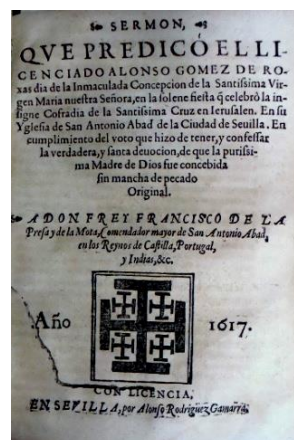 SERMON,
QVE PREDICÓ EL LI-
CENCIADO ALONSO GOMEZ DE RO-
xas dia de la Inmaculada Concepcion de la Santissima Vir-
gen Maria nuestra Señora, en la solene fiesta q̃ celebrò la in-
signe Cofradia de la Santissima Cruz en Ierusalen. En su
Yglesia de San Antonio Abad de la Ciudad de Seuilla. En
cumplimiento del voto que hizo de tener, y confessar
la verdadera, y santa deuocion, de que la purissi-
ma Madre de Dios fue concebida
sin mancha de pecado
Original.
A DON FREY FRANCISCO DE LA
Presa y de la Mota, Comendador mayor de San Antonio Abad,
en los Reynos de Castilla, Portugal,
y Indias, &c.
Año 1617.
CON LICENCIA,
EN SEVILLA, por Alonso Rodriguez Gamarra.